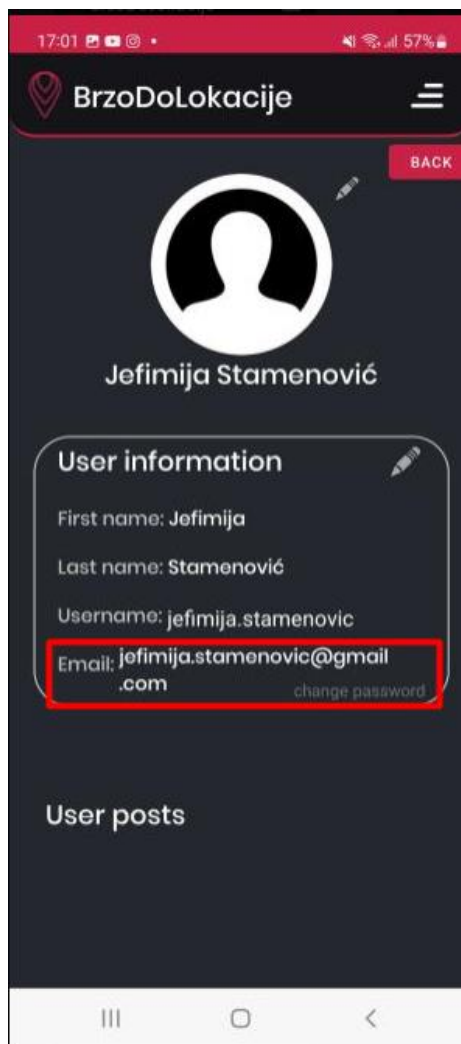 17:01 57%
BrzoDoLokacije
BACK
Jefimija Stamenović
User information
First name: Jefimija
Last name: Stamenović
Username: jefimija.stamenovic
Email: jefimija.stamenovic@gmail
.com
change password
User posts